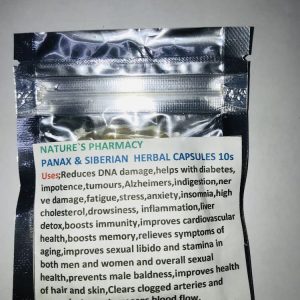 NATURE`S PHARMACY
PANAX & SIBERIAN HERBAL CAPSULES 10s
Uses;Reduces DNA damage,helps with diabetes,
impotence,tumours,Alzheimers,indigestion,ner
ve damage,fatigue,stress,anxiety,insomnia,high
cholesterol,drowsiness, inflammation,liver
detox,boosts immunity,improves cardiovascular
health,boosts memory,relieves symptoms of
aging,improves sexual libido and stamina in
both men and women and overall sexual
health,prevents male baldness,improves health
of hair and skin,Clears clogged arteries and
blood flow.